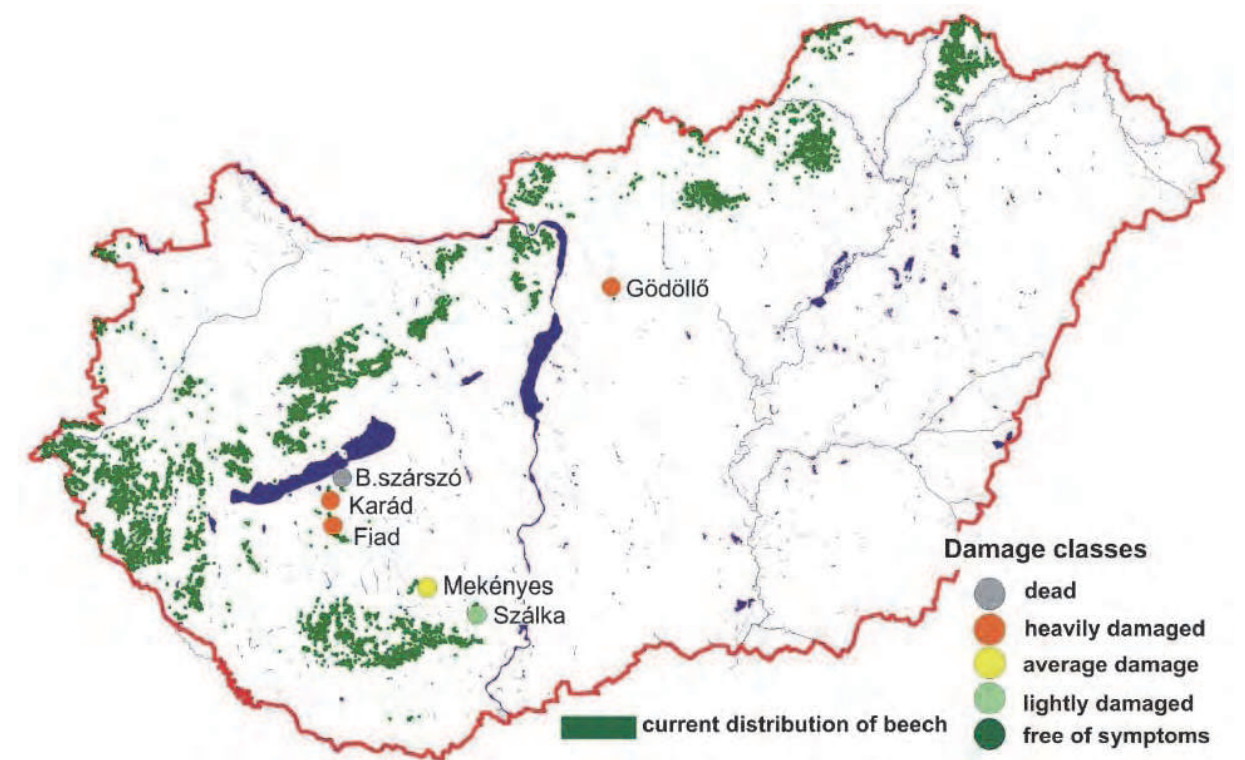 Gödöllő
B.szárszó
Karád
Fiad
Mekényes
Szálka
Damage classes
dead
heavily damaged
average damage
lightly damaged
free of symptoms
current distribution of beech